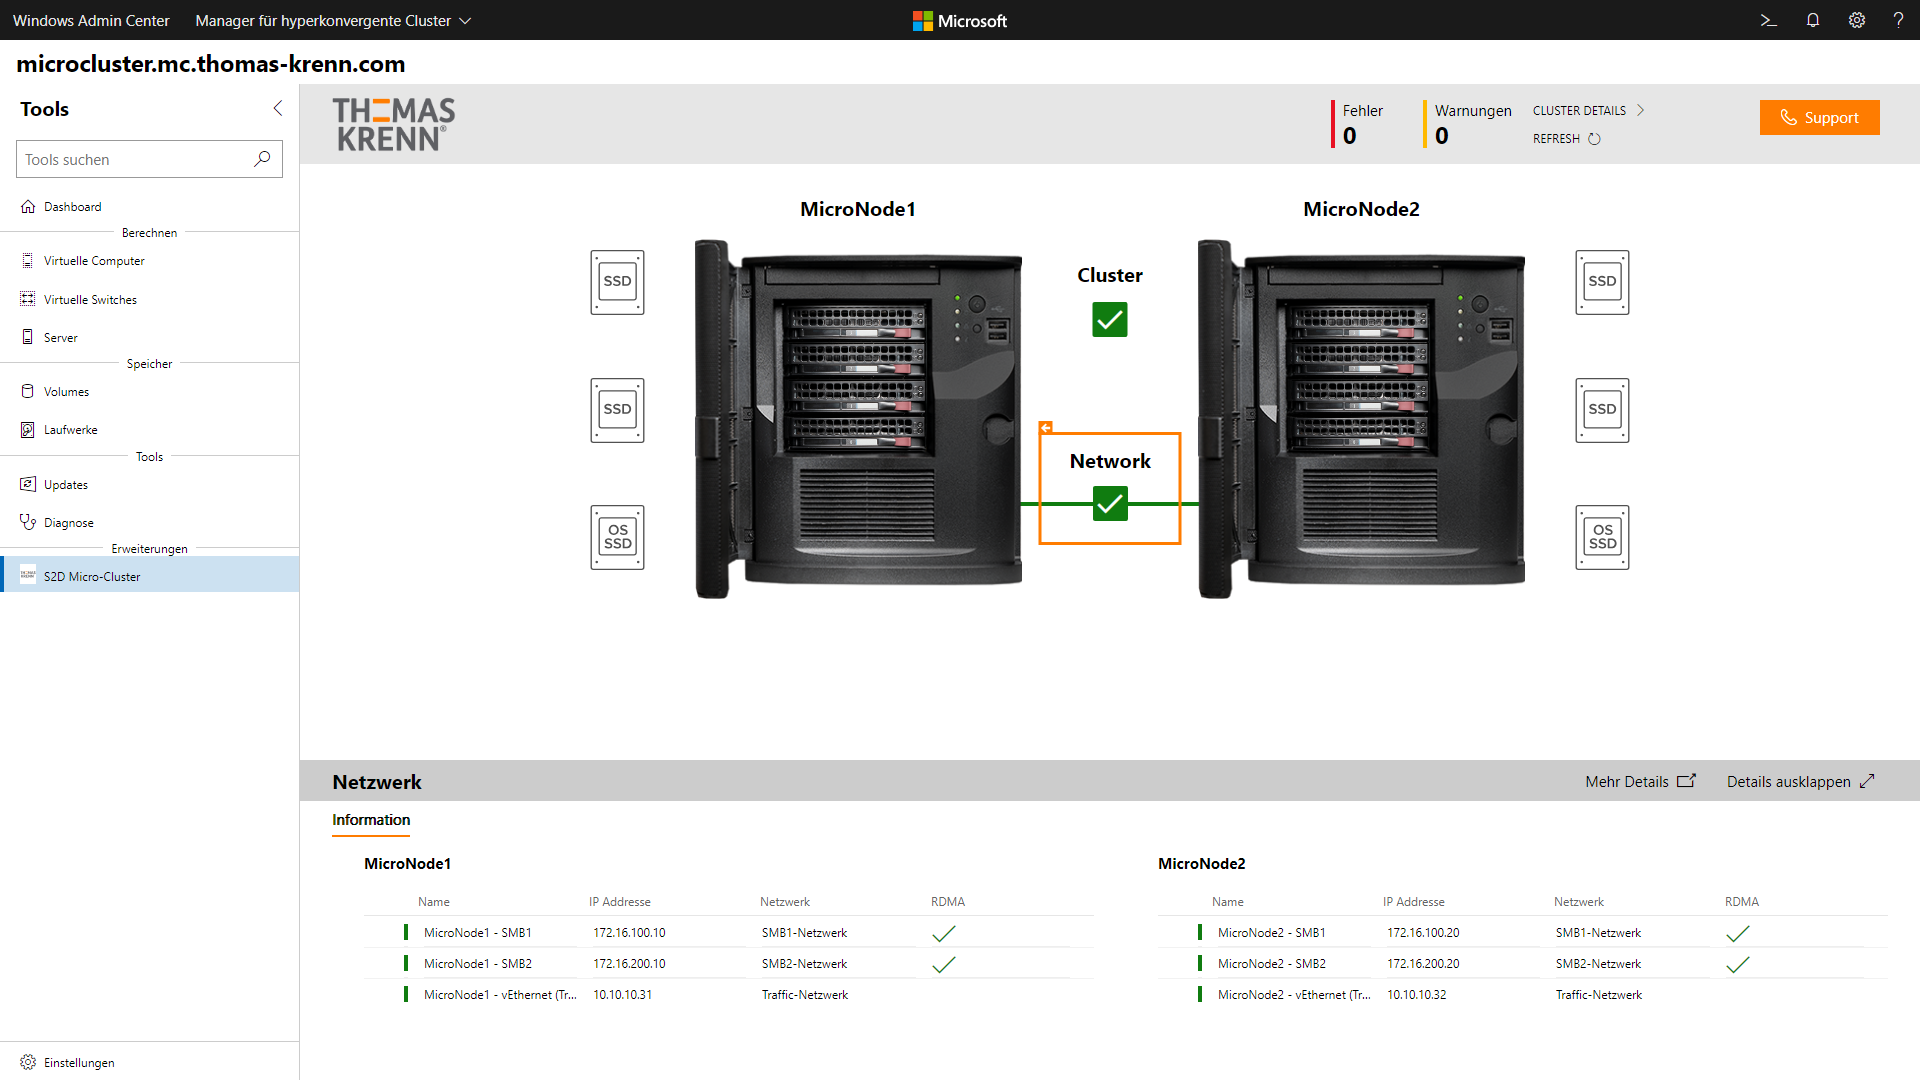 Windows Admin Center
Manager für hyperkonvergente Cluster
Microsoft
?
microcluster.mc.thomas-krenn.com
Tools
Tools suchen
Dashboard
Berechnen
Virtuelle Computer
Virtuelle Switches
Server
Speicher
Volumes
Laufwerke
Tools
Updates
Diagnose
Erweiterungen
THOMAS KRENN S2D Micro-Cluster
Einstellungen
THOMAS
KRENN®
Fehler
0
Warnungen
0
CLUSTER DETAILS
REFRESH
Support
MicroNode1
MicroNode2
SSD
SSD
OS
SSD
Cluster
Network
SSD
SSD
OS
SSD
Netzwerk
Mehr Details
Details ausklappen
Information
MicroNode1
Name IP Addresse Netzwerk RDMA
MicroNode1 - SMB1 172.16.100.10 SMB1-Netzwerk
MicroNode1 - SMB2 172.16.200.10 SMB2-Netzwerk
MicroNode1 - vEthernet (Tr... 10.10.10.31 Traffic-Netzwerk
MicroNode2
Name IP Addresse Netzwerk RDMA
MicroNode2 - SMB1 172.16.100.20 SMB1-Netzwerk
MicroNode2 - SMB2 172.16.200.20 SMB2-Netzwerk
MicroNode2 - vEthernet (Tr... 10.10.10.32 Traffic-Netzwerk